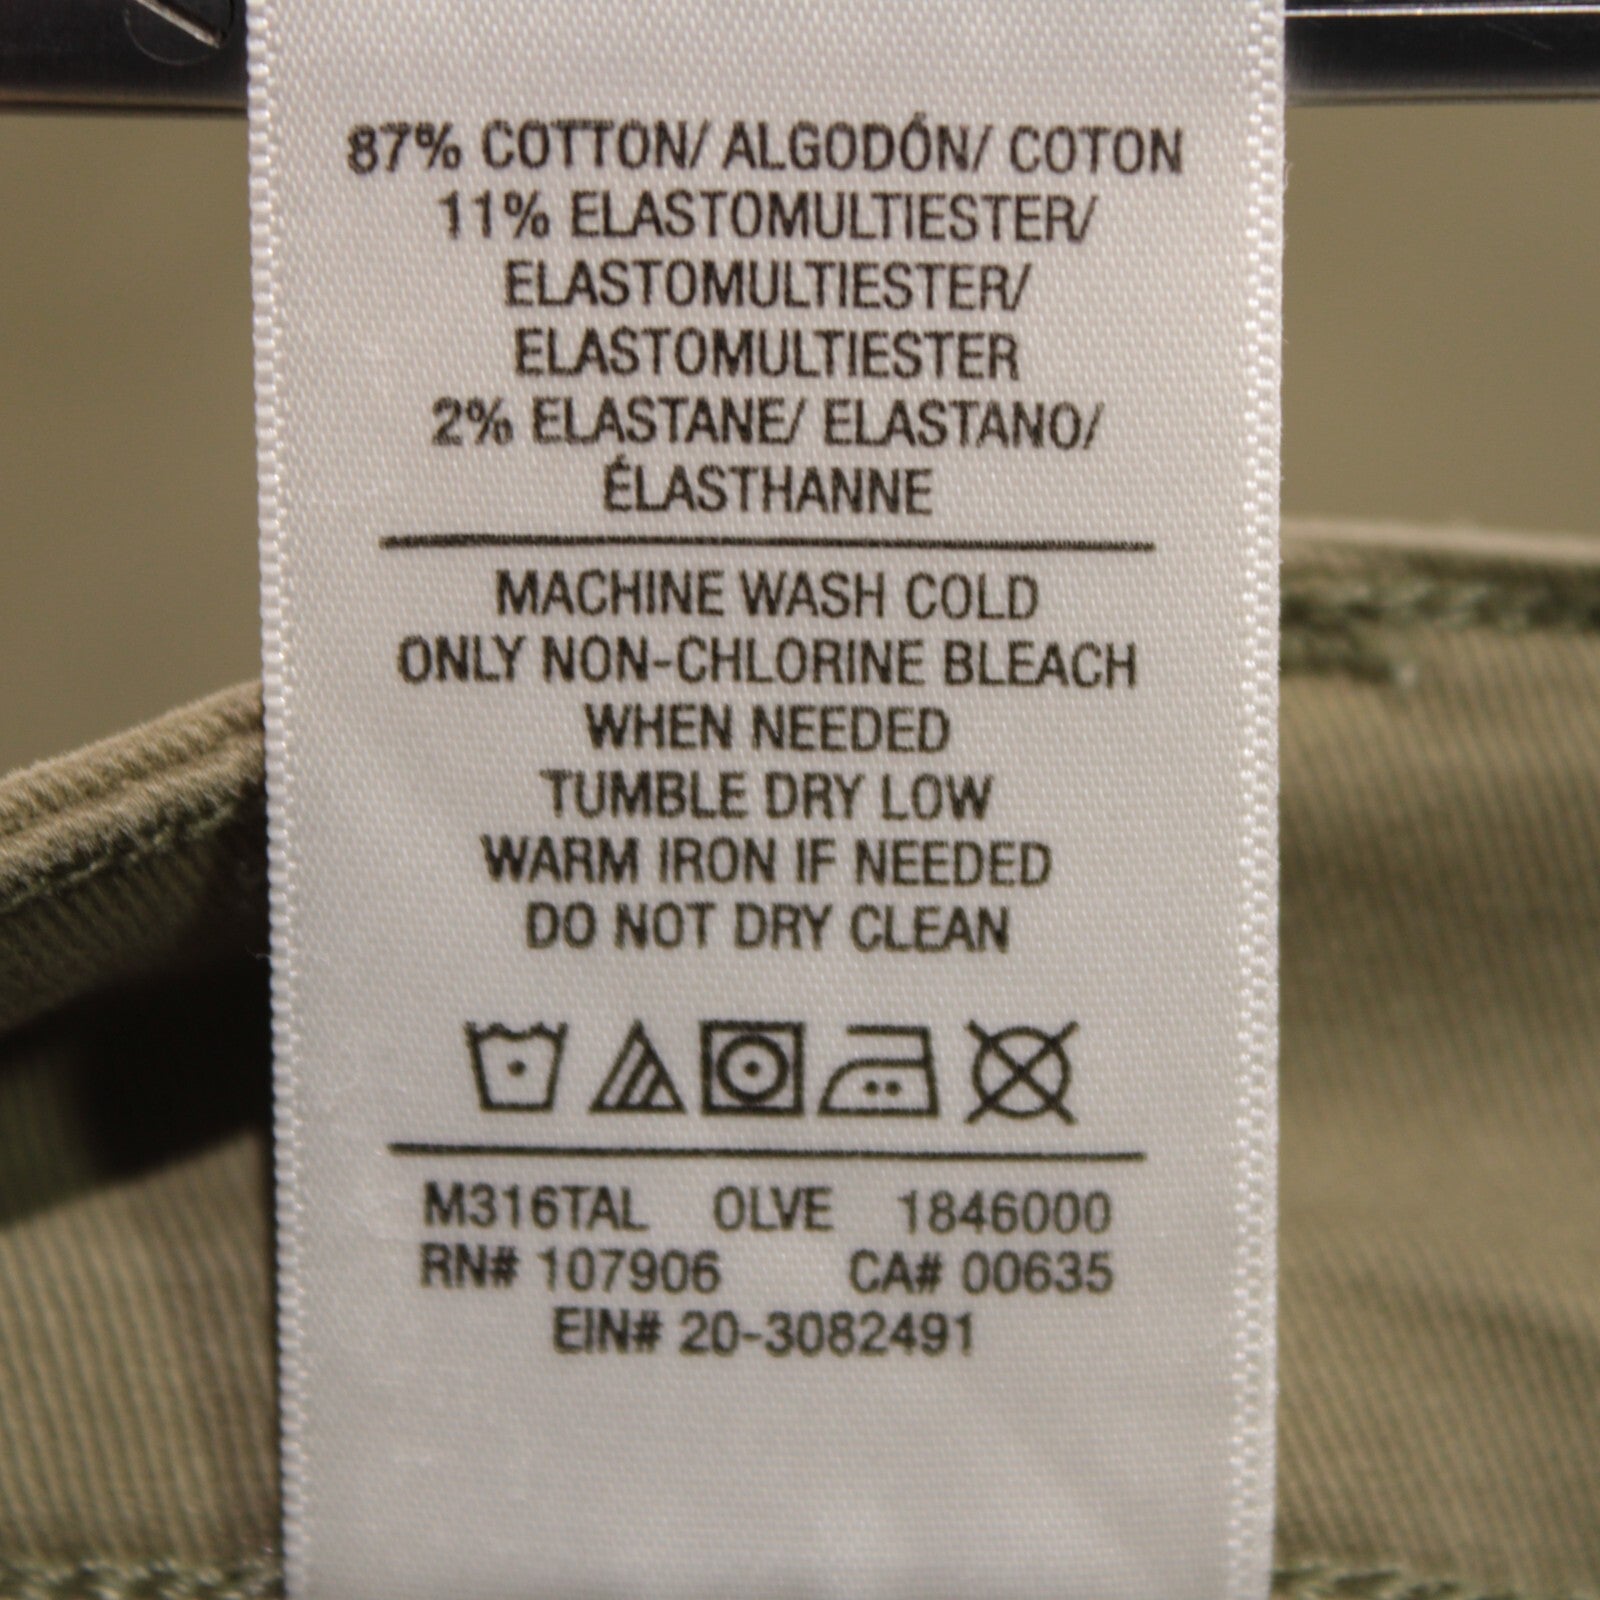 87% COTTON/ ALGODÓN/ COTON
11% ELASTOMULTIESTER/
ELASTOMULTIESTER/
ELASTOMULTIESTER
2% ELASTANE/ ELASTANO/
ÉLASTHANNE
MACHINE WASH COLD
ONLY NON-CHLORINE BLEACH
WHEN NEEDED
TUMBLE DRY LOW
WARM IRON IF NEEDED
DO NOT DRY CLEAN
M316TAL OLVE 1846000
RN# 107906 CA# 00635
EIN# 20-3082491